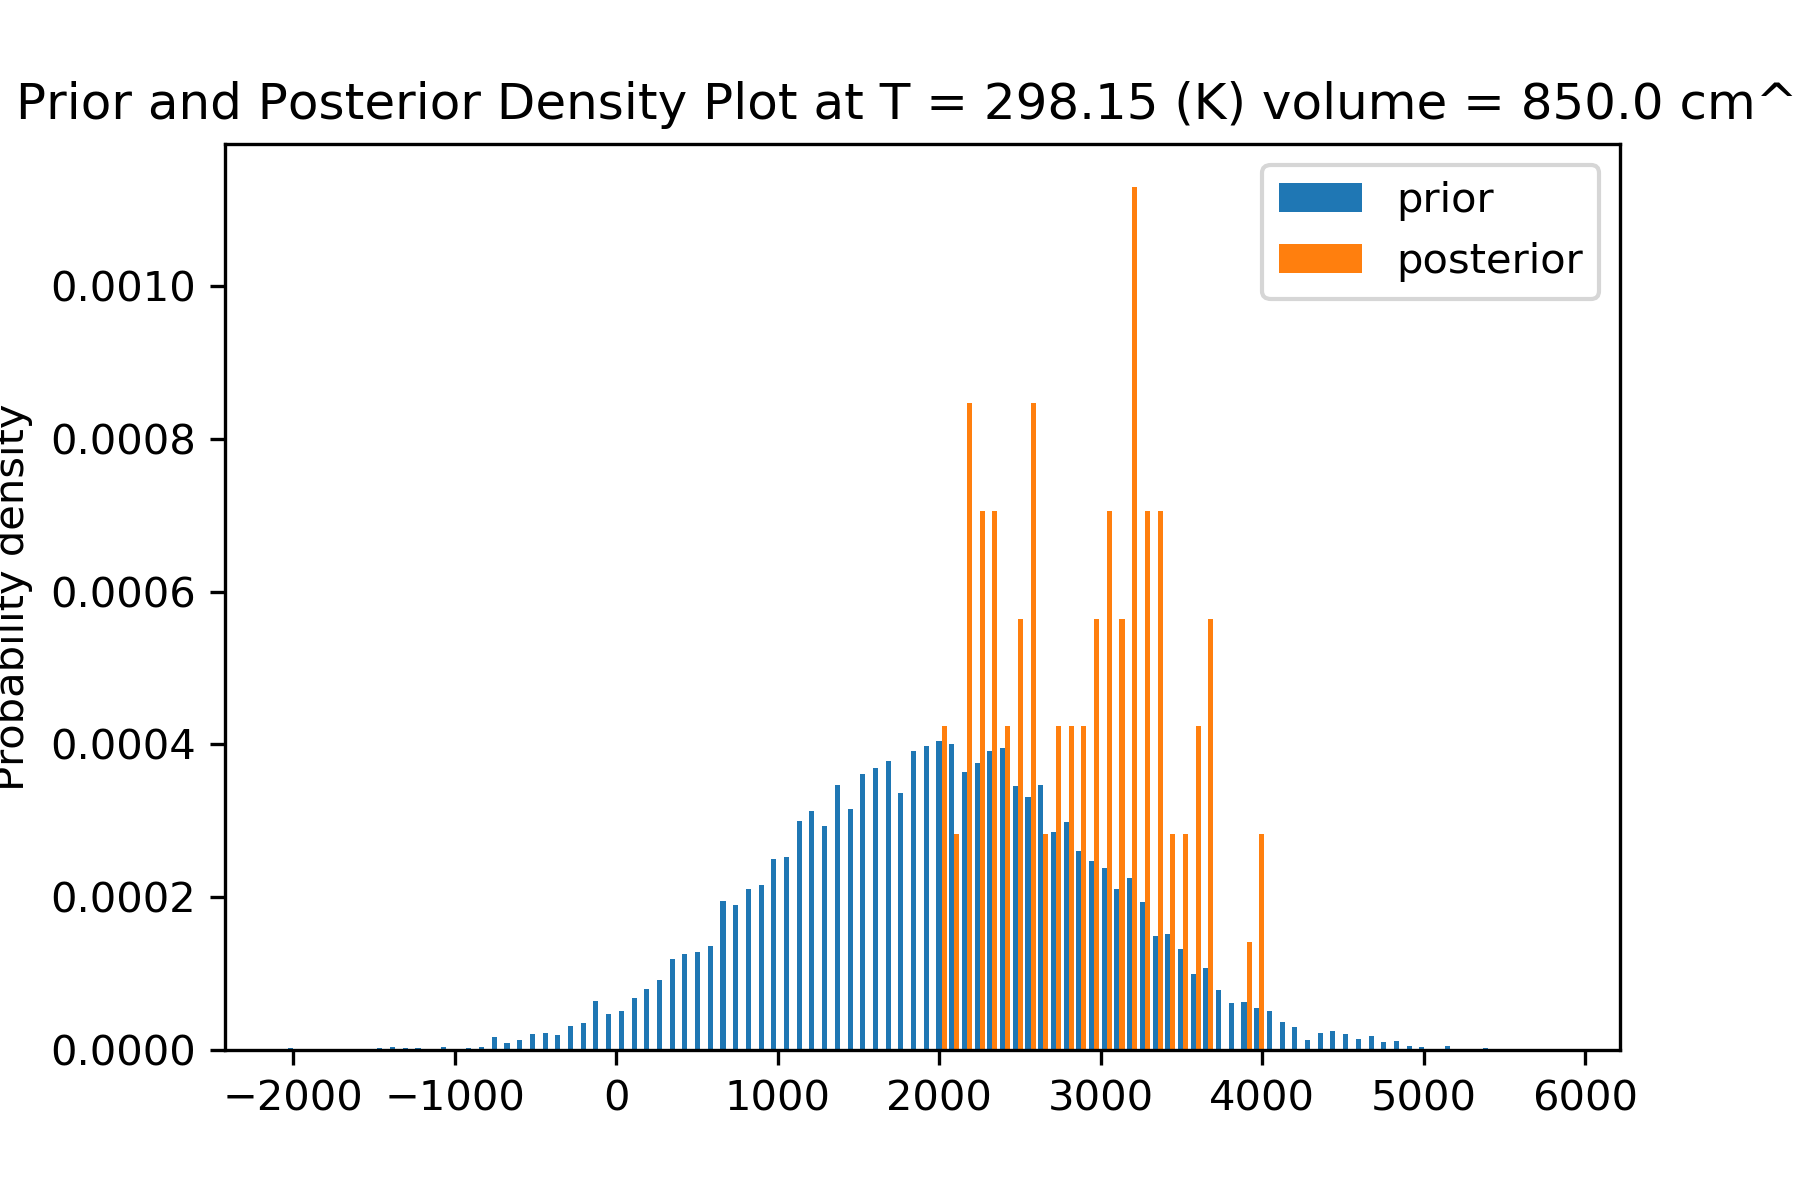 Prior and Posterior Density Plot at T = 298.15 (K) volume = 850.0 cm^
prior
posterior
Probability density
0.0010
0.0008
0.0006
0.0004
0.0002
0.0000
−2000 −1000 0 1000 2000 3000 4000 5000 6000